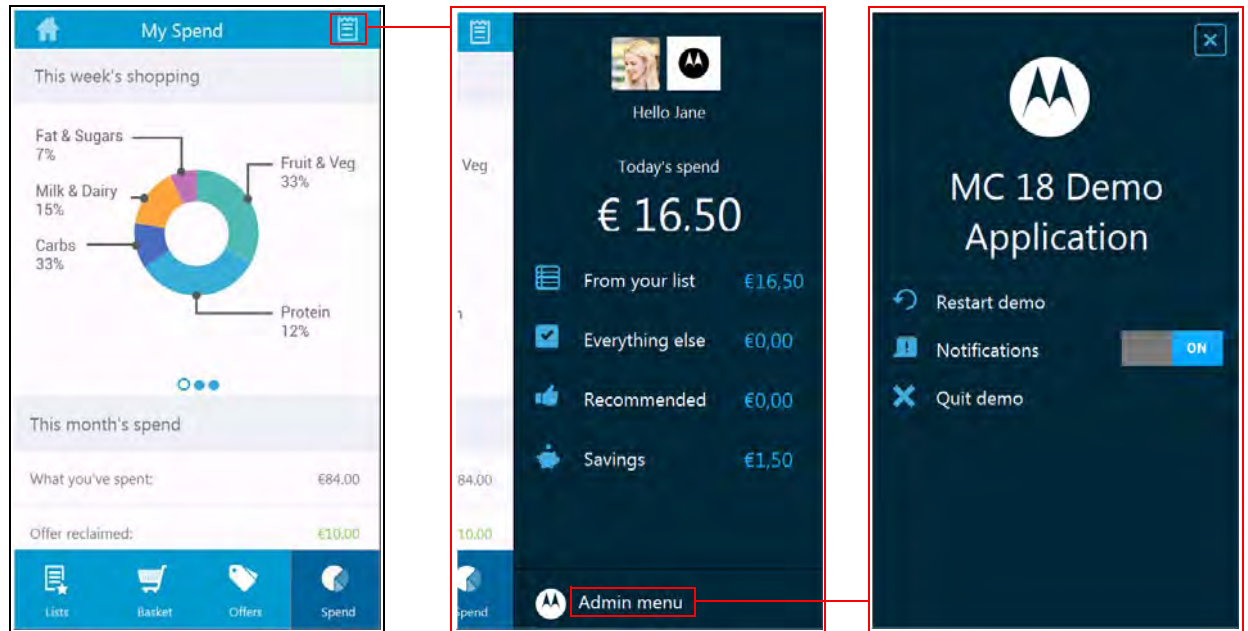 My Spend
This week's shopping
Fat & Sugars
7%
Milk & Dairy
15%
Carbs
33%
Fruit & Veg
33%
Protein
12%
This month's spend
What you've spent: €84.00
Offer reclaimed: €10.00
Lists Basket Offers Spend
Veg
84.00
10.00
Spend
Hello Jane
Today's spend
€ 16.50
From your list €16,50
Everything else €0,00
Recommended €0,00
Savings €1,50
Admin menu
MC 18 Demo
Application
Restart demo
Notifications ON
Quit demo